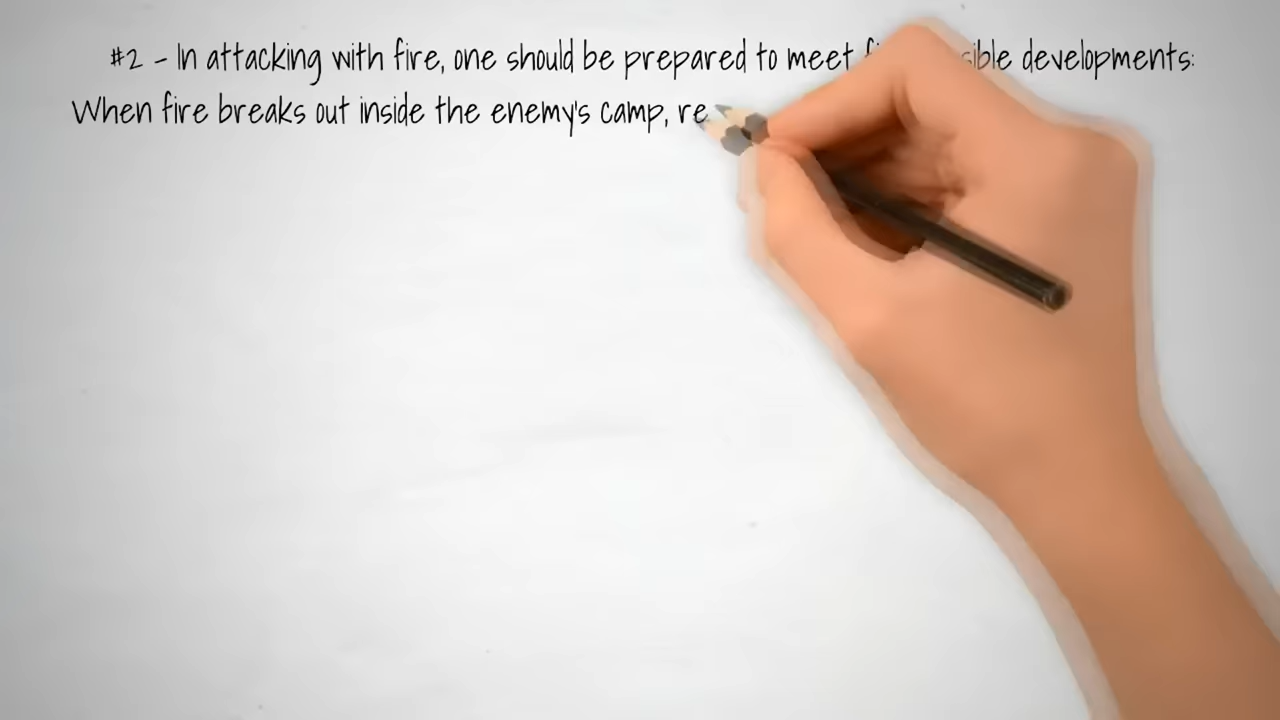 #2 - In attacking with fire, one should be prepared to meet developments:
When fire breaks out inside the enemy's camp, re